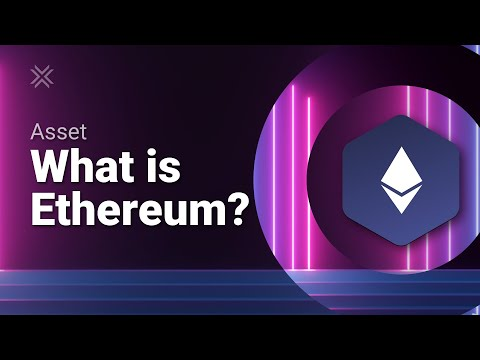 Asset
What is
Ethereum?